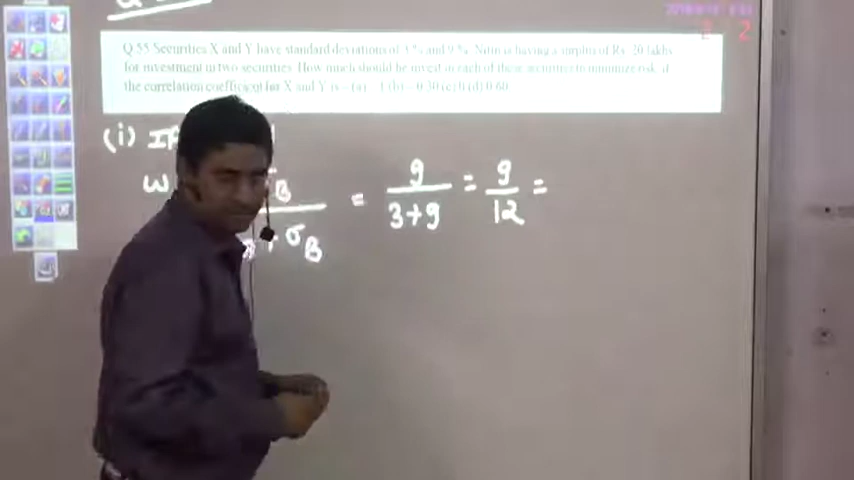 Q.55 Securities X and Y have standard deviations of 3% and 9%. Nitin is having a surplus of Rs. 20 lakhs
for investment in two securities. How much should be invest in each of these securities to minimize risk, if
the correlation coefficient for X and Y is - (a) - 1 (b) - 0.30 (c) 0 (d) 0.60
(i) IF
W B = 9 / 3+9 = 9 / 12 =
σB